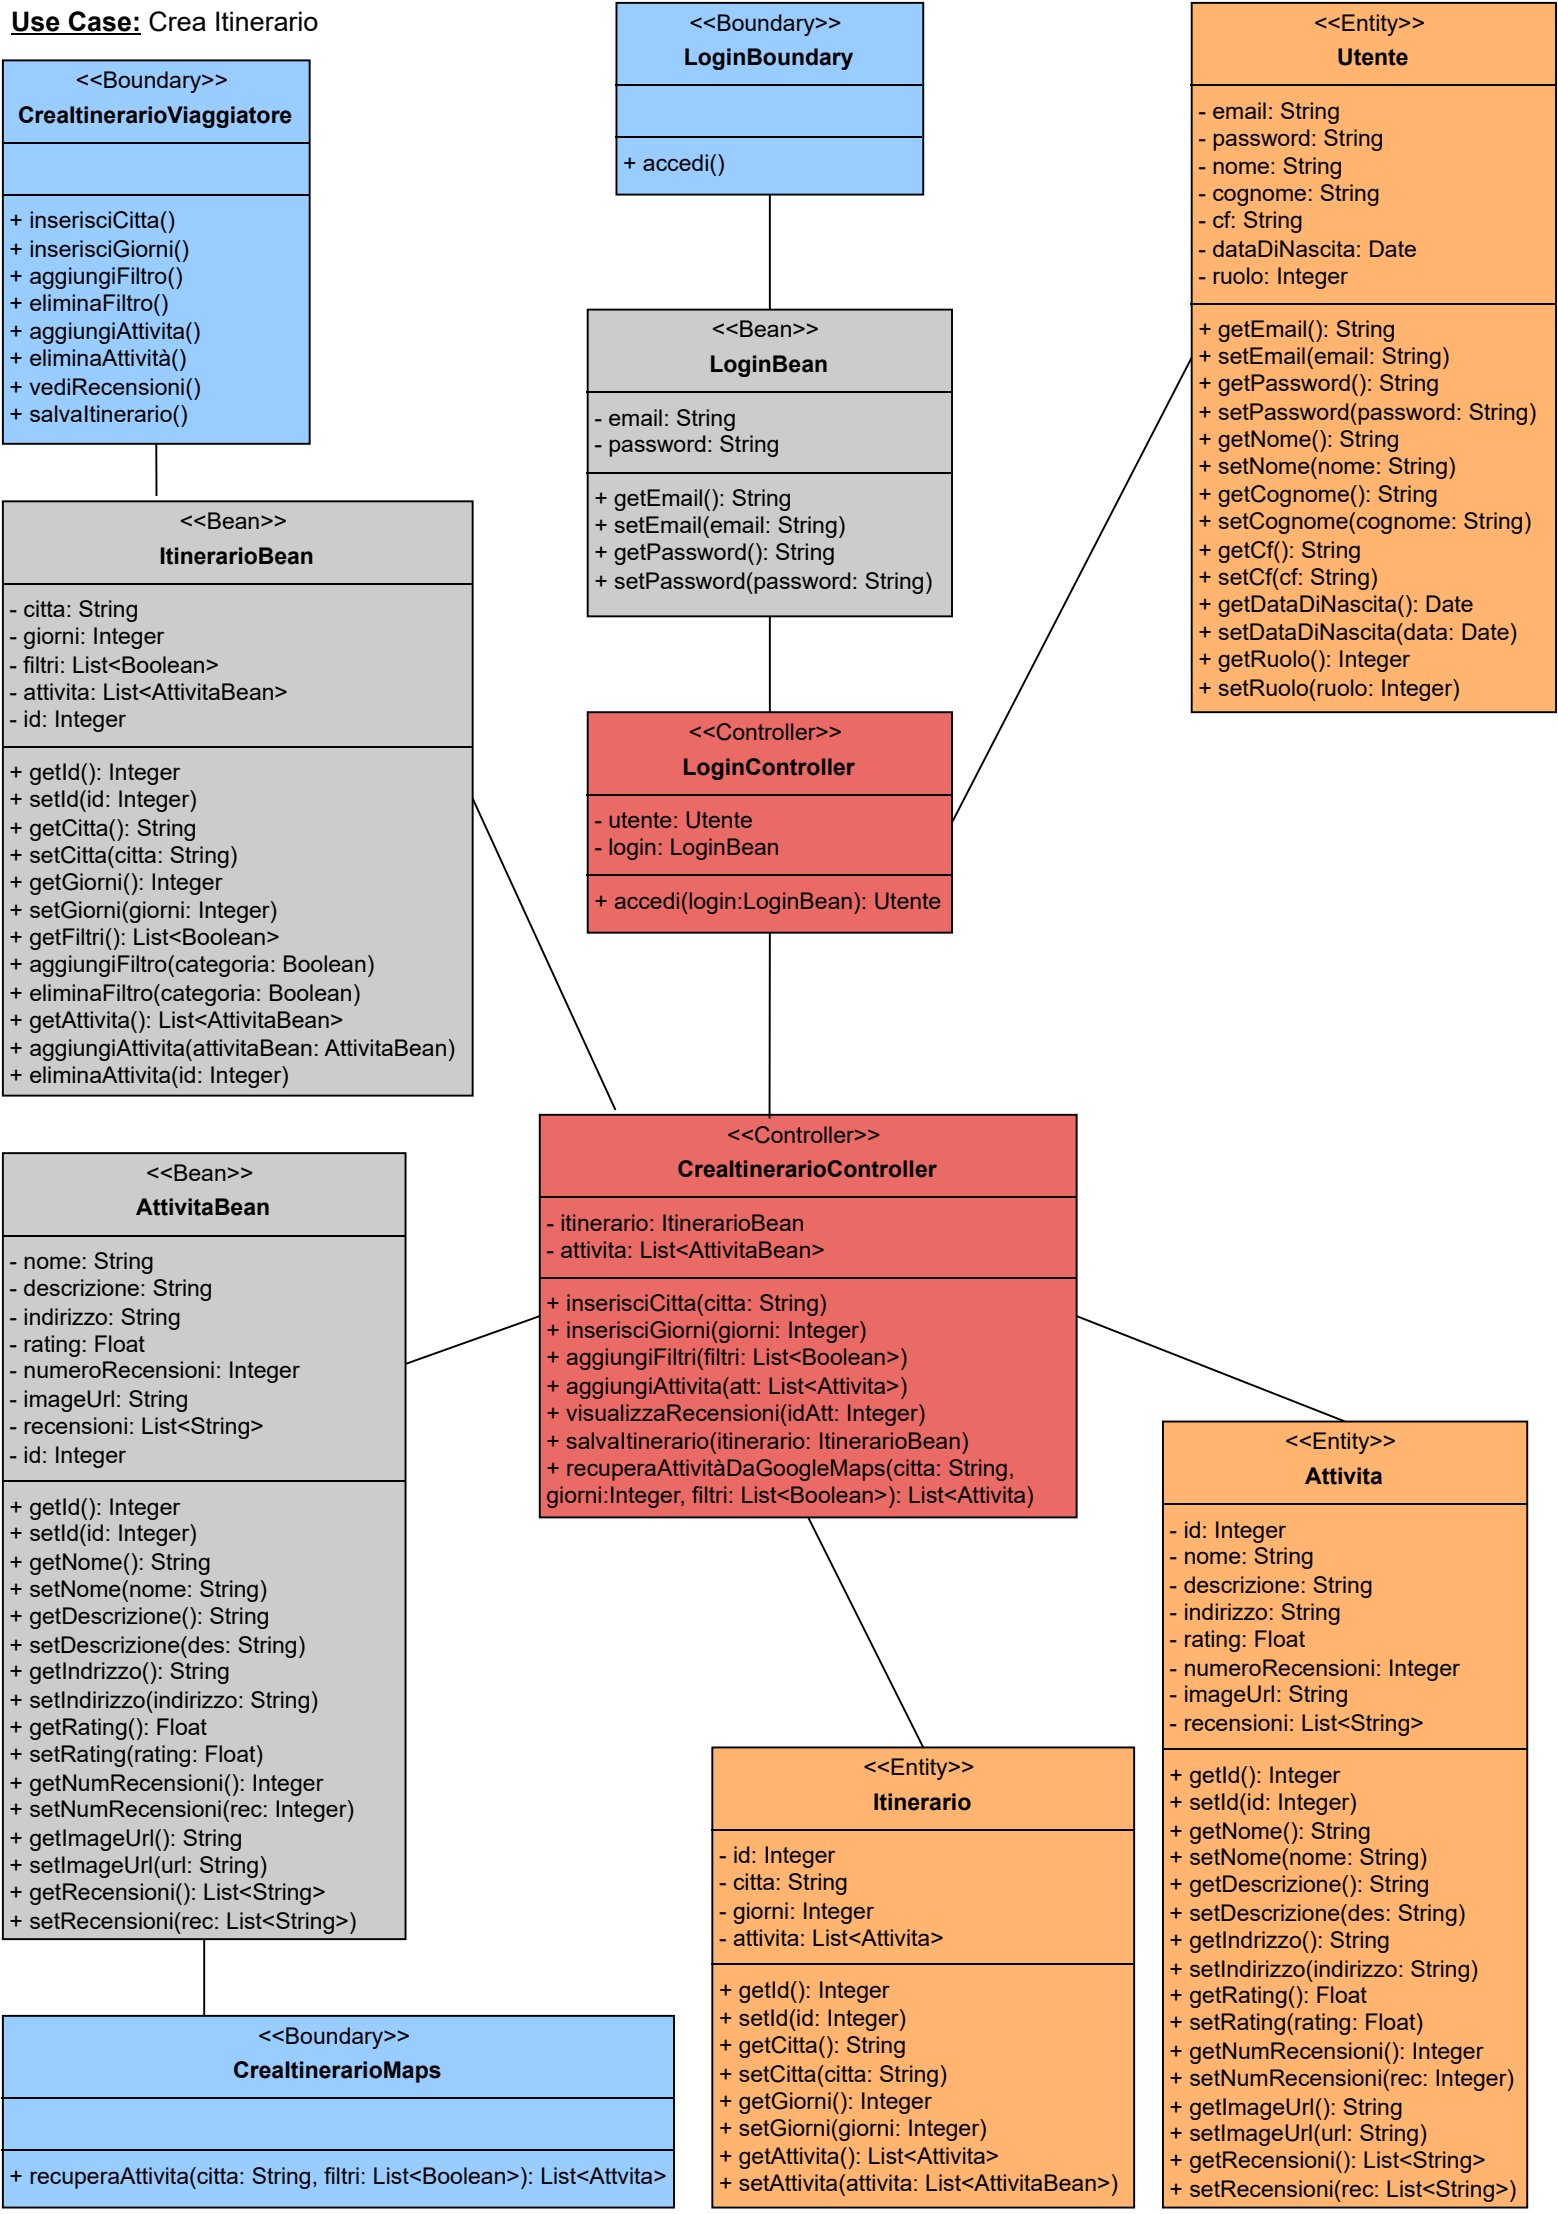 Use Case: Crea Itinerario
<<Boundary>>
CreaItinerarioViaggiatore
+ inserisciCitta()
+ inserisciGiorni()
+ aggiungiFiltro()
+ eliminaFiltro()
+ aggiungiAttivita()
+ eliminaAttività()
+ vediRecensioni()
+ salvaItinerario()
<<Boundary>>
LoginBoundary
+ accedi()
<<Entity>>
Utente
- email: String
- password: String
- nome: String
- cognome: String
- cf: String
- dataDiNascita: Date
- ruolo: Integer
+ getEmail(): String
+ setEmail(email: String)
+ getPassword(): String
+ setPassword(password: String)
+ getNome(): String
+ setNome(nome: String)
+ getCognome(): String
+ setCognome(cognome: String)
+ getCf(): String
+ setCf(cf: String)
+ getDataDiNascita(): Date
+ setDataDiNascita(data: Date)
+ getRuolo(): Integer
+ setRuolo(ruolo: Integer)
<<Bean>>
LoginBean
- email: String
- password: String
+ getEmail(): String
+ setEmail(email: String)
+ getPassword(): String
+ setPassword(password: String)
<<Bean>>
ItinerarioBean
- citta: String
- giorni: Integer
- filtri: List<Boolean>
- attivita: List<AttivitaBean>
- id: Integer
+ getId(): Integer
+ setId(id: Integer)
+ getCitta(): String
+ setCitta(citta: String)
+ getGiorni(): Integer
+ setGiorni(giorni: Integer)
+ getFiltri(): List<Boolean>
+ aggiungiFiltro(categoria: Boolean)
+ eliminaFiltro(categoria: Boolean)
+ getAttivita(): List<AttivitaBean>
+ aggiungiAttivita(attivitaBean: AttivitaBean)
+ eliminaAttivita(id: Integer)
<<Controller>>
LoginController
- utente: Utente
- login: LoginBean
+ accedi(login:LoginBean): Utente
<<Controller>>
CreaItinerarioController
- itinerario: ItinerarioBean
- attivita: List<AttivitaBean>
+ inserisciCitta(citta: String)
+ inserisciGiorni(giorni: Integer)
+ aggiungiFiltri(filtri: List<Boolean>)
+ aggiungiAttivita(att: List<Attivita>)
+ visualizzaRecensioni(idAtt: Integer)
+ salvaItinerario(itinerario: ItinerarioBean)
+ recuperaAttivitàDaGoogleMaps(citta: String,
giorni:Integer, filtri: List<Boolean>): List<Attivita)
<<Bean>>
AttivitaBean
- nome: String
- descrizione: String
- indirizzo: String
- rating: Float
- numeroRecensioni: Integer
- imageUrl: String
- recensioni: List<String>
- id: Integer
+ getId(): Integer
+ setId(id: Integer)
+ getNome(): String
+ setNome(nome: String)
+ getDescrizione(): String
+ setDescrizione(des: String)
+ getIndrizzo(): String
+ setIndirizzo(indirizzo: String)
+ getRating(): Float
+ setRating(rating: Float)
+ getNumRecensioni(): Integer
+ setNumRecensioni(rec: Integer)
+ getImageUrl(): String
+ setImageUrl(url: String)
+ getRecensioni(): List<String>
+ setRecensioni(rec: List<String>)
<<Entity>>
Attivita
- id: Integer
- nome: String
- descrizione: String
- indirizzo: String
- rating: Float
- numeroRecensioni: Integer
- imageUrl: String
- recensioni: List<String>
+ getId(): Integer
+ setId(id: Integer)
+ getNome(): String
+ setNome(nome: String)
+ getDescrizione(): String
+ setDescrizione(des: String)
+ getIndrizzo(): String
+ setIndirizzo(indirizzo: String)
+ getRating(): Float
+ setRating(rating: Float)
+ getNumRecensioni(): Integer
+ setNumRecensioni(rec: Integer)
+ getImageUrl(): String
+ setImageUrl(url: String)
+ getRecensioni(): List<String>
+ setRecensioni(rec: List<String>)
<<Entity>>
Itinerario
- id: Integer
- citta: String
- giorni: Integer
- attivita: List<Attivita>
+ getId(): Integer
+ setId(id: Integer)
+ getCitta(): String
+ setCitta(citta: String)
+ getGiorni(): Integer
+ setGiorni(giorni: Integer)
+ getAttivita(): List<Attivita>
+ setAttivita(attivita: List<AttivitaBean>)
<<Boundary>>
CreaItinerarioMaps
+ recuperaAttivita(citta: String, filtri: List<Boolean>): List<Attvita>